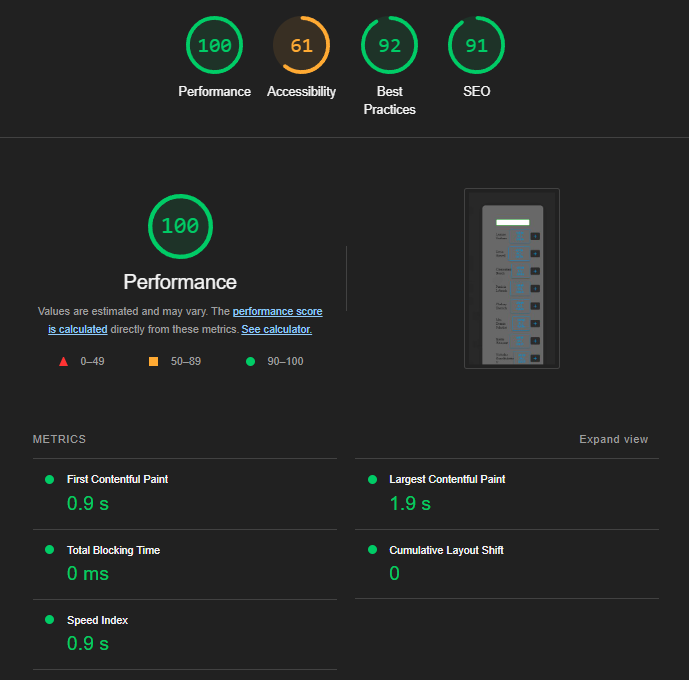 100
61
92
91
Performance
Accessibility
Best
Practices
SEO
100
Performance
Values are estimated and may vary. The performance score
is calculated directly from these metrics. See calculator.
0–49
50–89
90–100
METRICS
Expand view
First Contentful Paint
0.9 s
Largest Contentful Paint
1.9 s
Total Blocking Time
0 ms
Cumulative Layout Shift
0
Speed Index
0.9 s